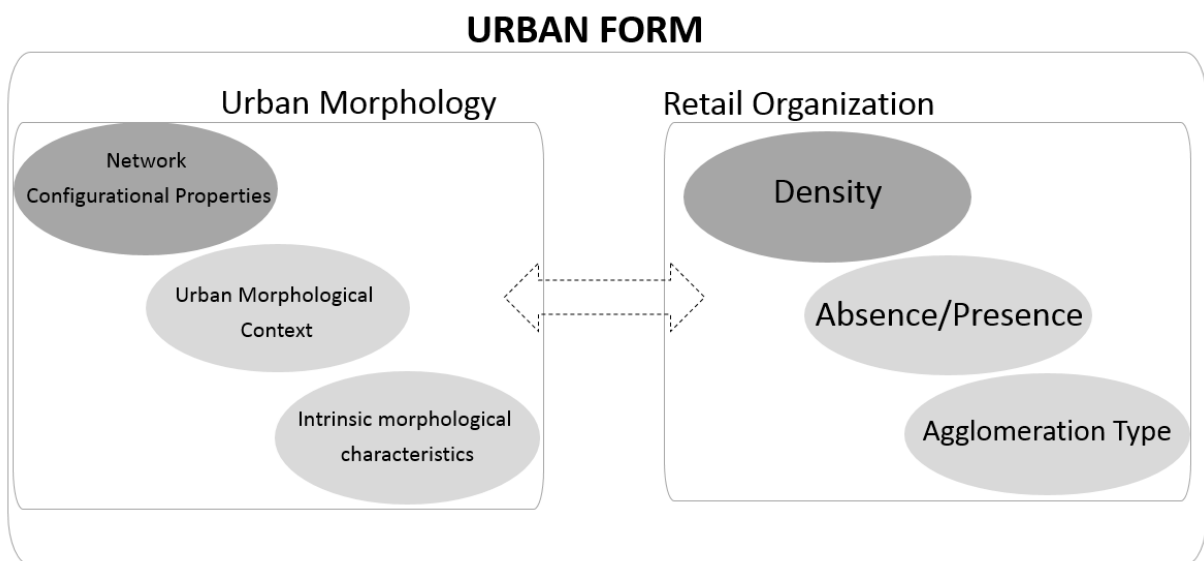 URBAN FORM
Urban Morphology
Network
Configurational Properties
Urban Morphological
Context
Intrinsic morphological
characteristics
Retail Organization
Density
Absence/Presence
Agglomeration Type